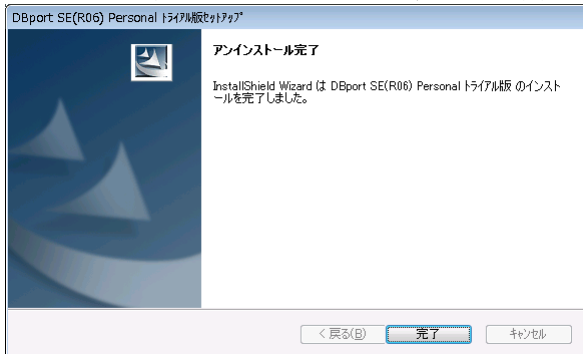 DBport SE(R06) Personal ﾄﾗｲｱﾙ版ｾｯﾄｱｯﾌﾟ
アンインストール完了
InstallShield Wizard は DBport SE(R06) Personal ﾄﾗｲｱﾙ版 のインスト
ールを完了しました。
< 戻る(B)
完了
ｷｬﾝｾﾙ